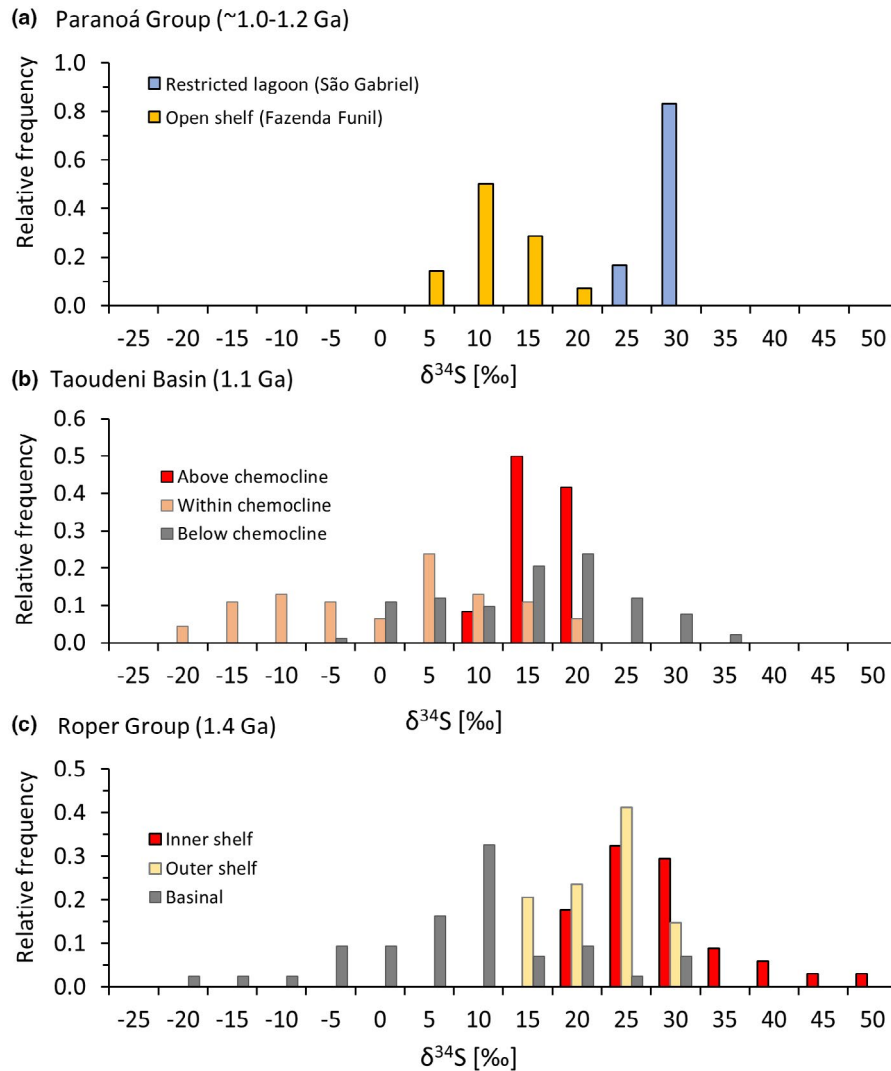 (a) Paranoá Group (~1.0-1.2 Ga)
Relative frequency
1.0
0.8
0.6
0.4
0.2
0.0
Restricted lagoon (São Gabriel)
Open shelf (Fazenda Funil)
-25 -15 -10 -5 0 5 10 15 20 25 30 35 40 45 50
δ34S [‰]
(b) Taoudeni Basin (1.1 Ga)
Relative frequency
0.6
0.5
0.4
0.3
0.2
0.1
0.0
Above chemocline
Within chemocline
Below chemocline
-25 -20 -15 -10 -5 0 5 10 15 20 25 30 35 40 45 50
δ34S [‰]
(c) Roper Group (1.4 Ga)
Relative frequency
0.5
0.4
0.3
0.2
0.1
0.0
Inner shelf
Outer shelf
Basinal
-25 -20 -15 -10 -5 0 5 10 15 20 25 30 35 40 45 50
δ34S [‰]